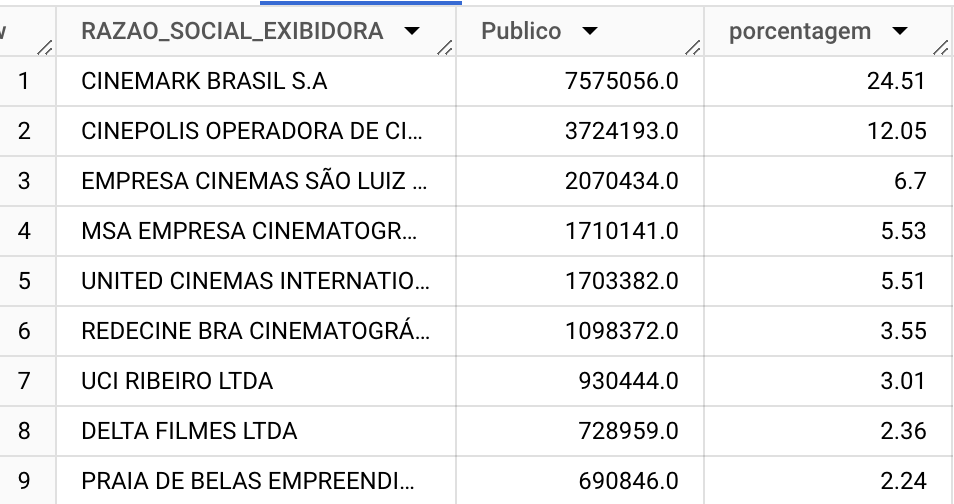 RAZAO_SOCIAL_EXIBIDORA Publico porcentagem
1 CINEMARK BRASIL S.A 7575056.0 24.51
2 CINEPOLIS OPERADORA DE CI... 3724193.0 12.05
3 EMPRESA CINEMAS SÃO LUIZ ... 2070434.0 6.7
4 MSA EMPRESA CINEMATOGR... 1710141.0 5.53
5 UNITED CINEMAS INTERNATIO... 1703382.0 5.51
6 REDECINE BRA CINEMATOGRÁ... 1098372.0 3.55
7 UCI RIBEIRO LTDA 930444.0 3.01
8 DELTA FILMES LTDA 728959.0 2.36
9 PRAIA DE BELAS EMPREENDI... 690846.0 2.24